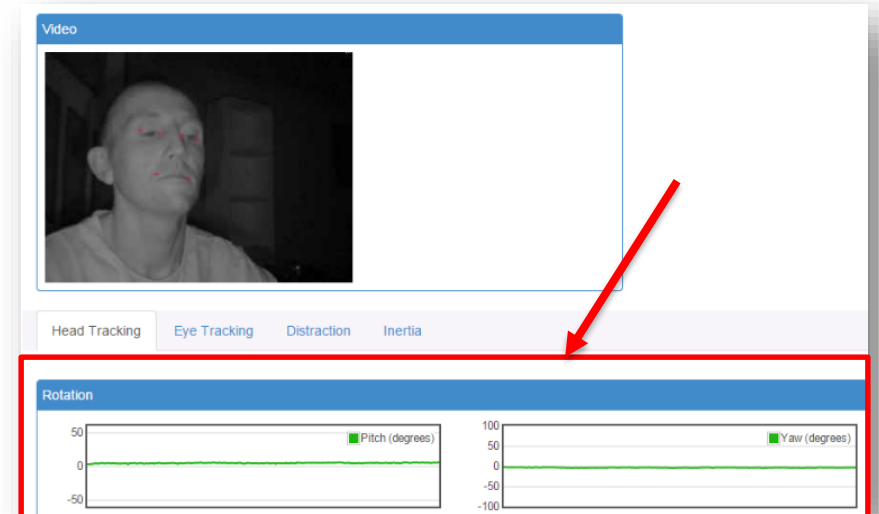 Video
Head Tracking Eye Tracking Distraction Inertia
Rotation
50
0
-50
Pitch (degrees)
100
50
0
-50
-100
Yaw (degrees)